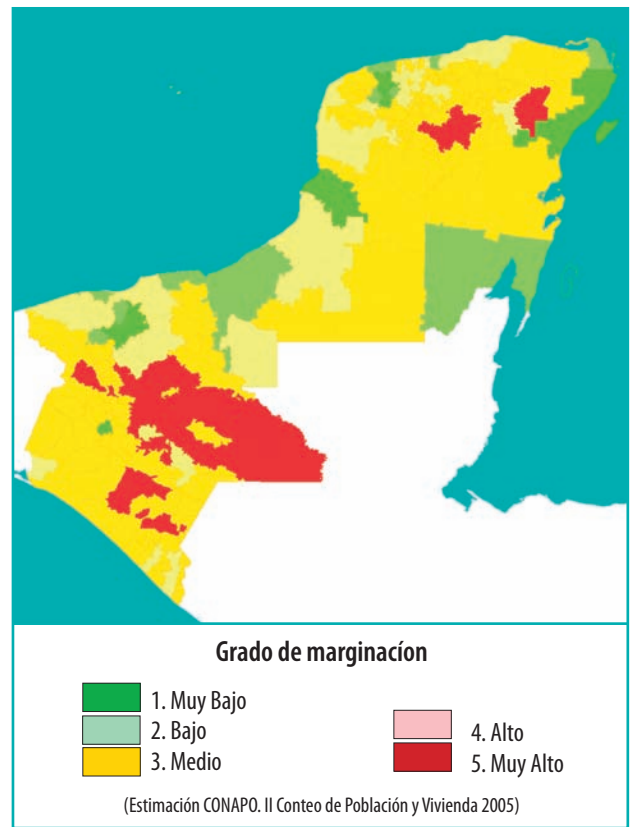 Grado de marginacíon
1. Muy Bajo
2. Bajo
3. Medio
4. Alto
5. Muy Alto
(Estimación CONAPO. II Conteo de Población y Vivienda 2005)